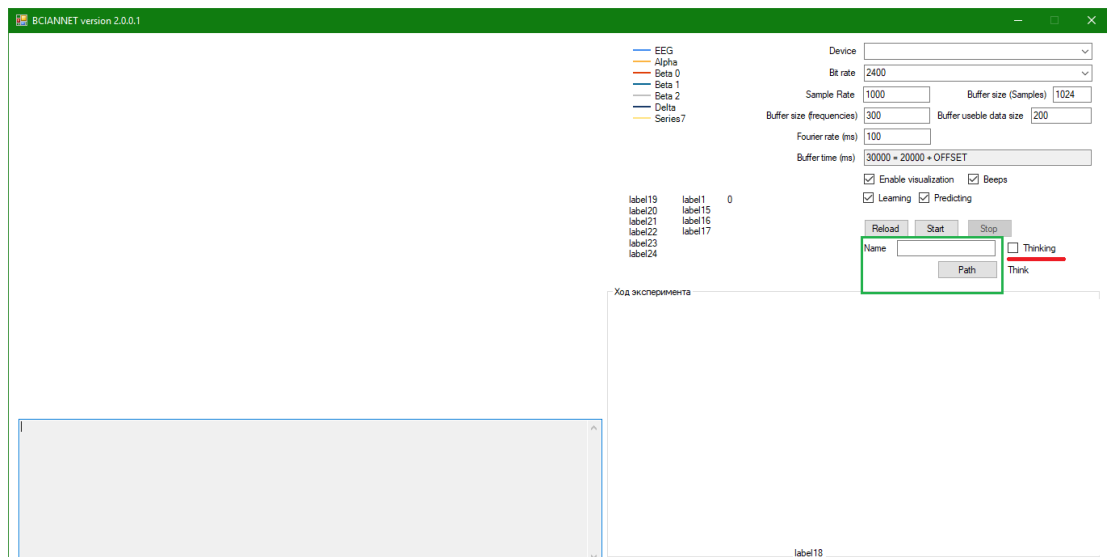 BCIANNET version 2.0.0.1
EEG
Alpha
Beta 0
Beta 1
Beta 2
Delta
Series7
Device
Bit rate 2400
Sample Rate 1000 Buffer size (Samples) 1024
Buffer size (frequencies) 300 Buffer useble data size 200
Fourier rate (ms) 100
Buffer time (ms) 30000 = 20000 + OFFSET
Enable visualization Beeps
Learning Predicting
label19 label1 0
label20 label15
label21 label16
label22 label17
label23
label24
Reload Start Stop
Name Thinking
Path Think
Ход эксперимента
label18